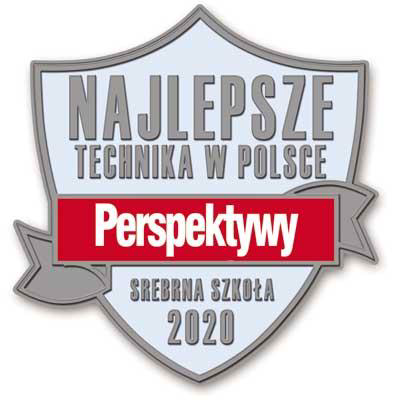 NAJLEPSZE
TECHNIKA W POLSCE
Perspektywy
SREBRNA SZKOŁA
2020